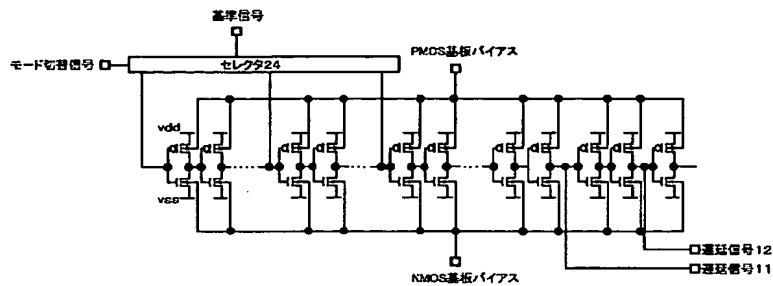 基準信号
モード切替信号
セレクタ24
PMOS基板バイアス
vdd
vss
遅延信号12
遅延信号11
NMOS基板バイアス